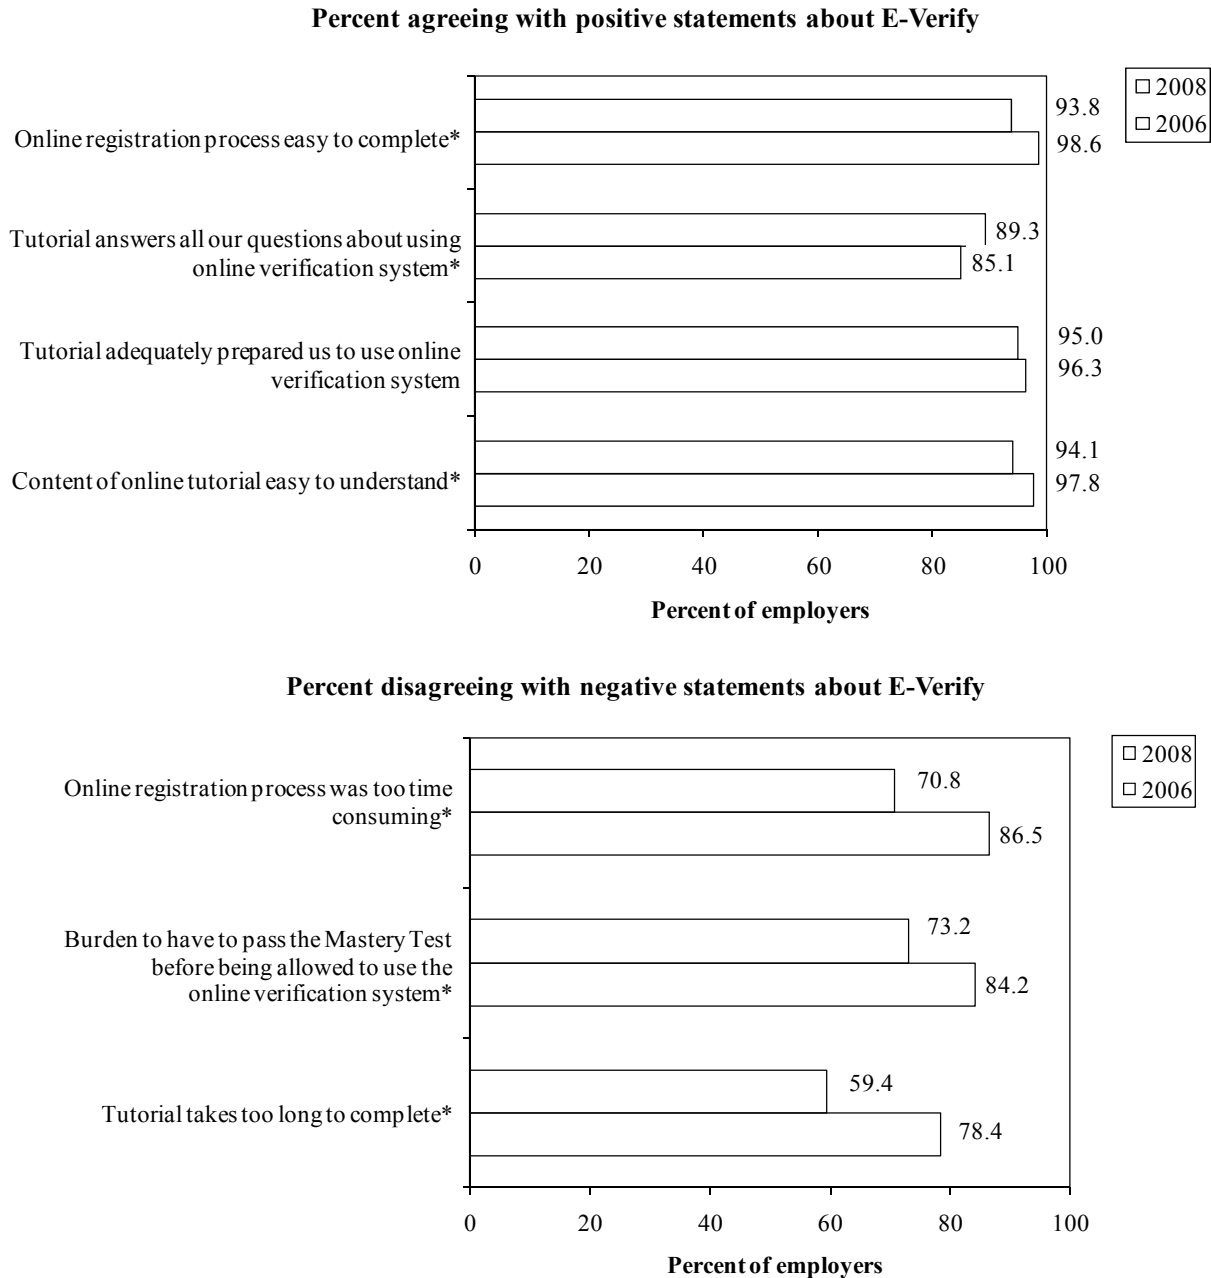 Percent agreeing with positive statements about E-Verify
2008
2006
Online registration process easy to complete*
93.8
98.6
Tutorial answers all our questions about using
online verification system*
89.3
85.1
Tutorial adequately prepared us to use online
verification system
95.0
96.3
Content of online tutorial easy to understand*
94.1
97.8
0 20 40 60 80 100
Percent of employers
Percent disagreeing with negative statements about E-Verify
2008
2006
Online registration process was too time
consuming*
70.8
86.5
Burden to have to pass the Mastery Test
before being allowed to use the
online verification system*
73.2
84.2
Tutorial takes too long to complete*
59.4
78.4
0 20 40 60 80 100
Percent of employers